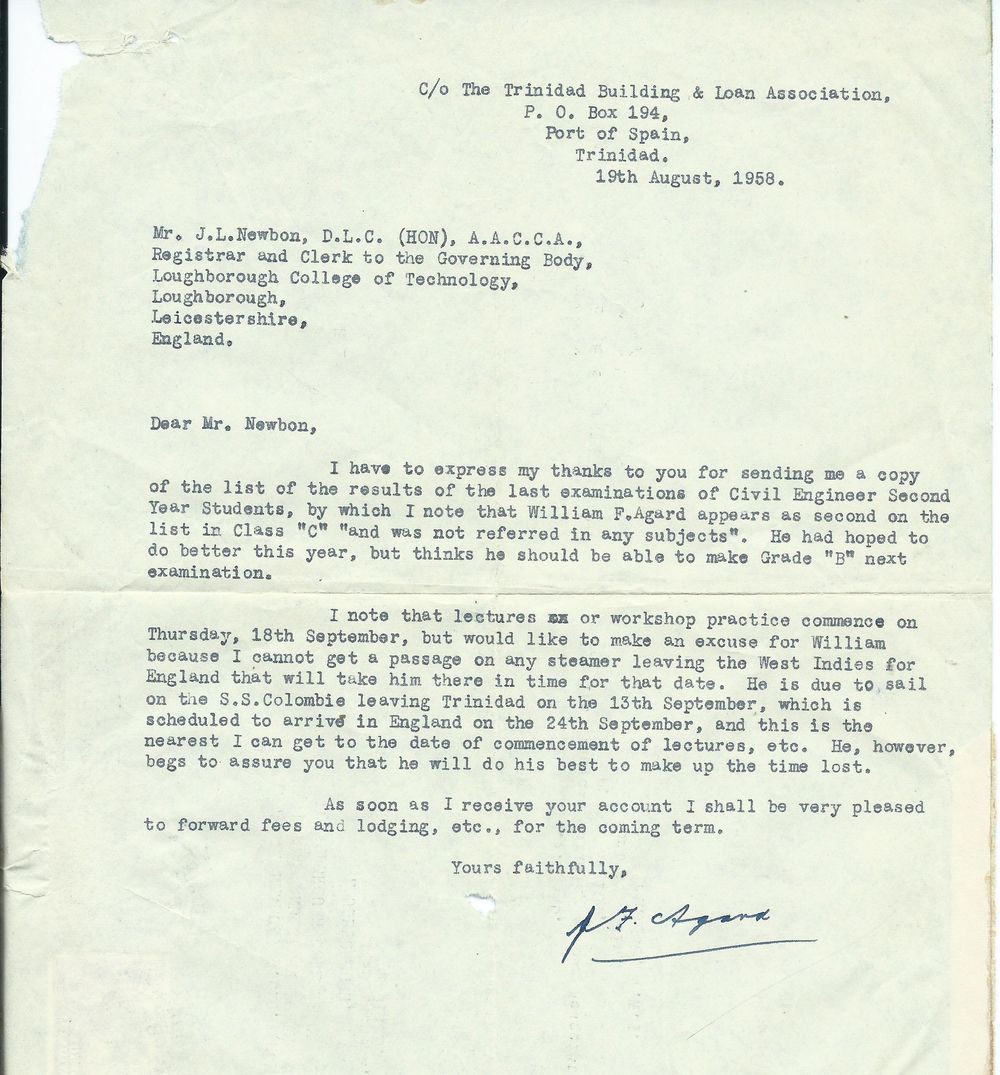 C/o The Trinidad Building & Loan Association,
P. O. Box 194,
Port of Spain,
Trinidad.
19th August, 1958.
Mr. J.L.Newbon, D.L.C. (HON), A.A.C.C.A.,
Registrar and Clerk to the Governing Body,
Loughborough College of Technology,
Loughborough,
Leicestershire,
England.
Dear Mr. Newbon,
I have to express my thanks to you for sending me a copy
of the list of the results of the last examinations of Civil Engineer Second
Year Students, by which I note that William F.Agard appears as second on the
list in Class "C" "and was not referred in any subjects". He had hoped to
do better this year, but thinks he should be able to make Grade "B" next
examination.
I note that lectures or workshop practice commence on
Thursday, 18th September, but would like to make an excuse for William
because I cannot get a passage on any steamer leaving the West Indies for
England that will take him there in time for that date. He is due to sail
on the S.S.Colombie leaving Trinidad on the 13th September, which is
scheduled to arrive in England on the 24th September, and this is the
nearest I can get to the date of commencement of lectures, etc. He, however,
begs to assure you that he will do his best to make up the time lost.
As soon as I receive your account I shall be very pleased
to forward fees and lodging, etc., for the coming term.
Yours faithfully,
F. Agard